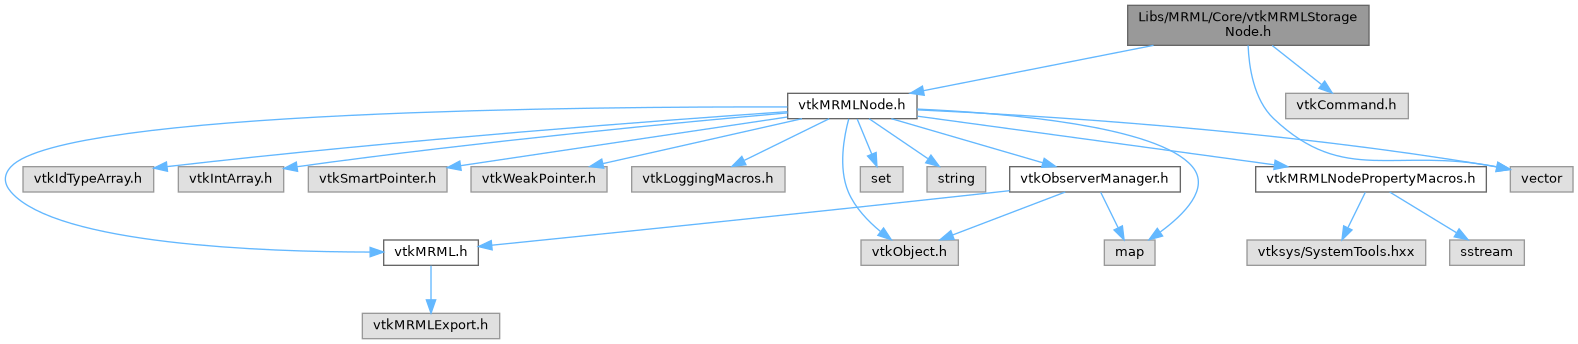 Libs/MRML/Core/vtkMRMLStorage
Node.h
vtkMRMLNode.h
vtkCommand.h
vtkIdTypeArray.h
vtkIntArray.h
vtkSmartPointer.h
vtkWeakPointer.h
vtkLoggingMacros.h
set
string
vtkObserverManager.h
vtkMRMLNodePropertyMacros.h
vector
vtkMRML.h
vtkObject.h
map
vtksys/SystemTools.hxx
sstream
vtkMRMLExport.h